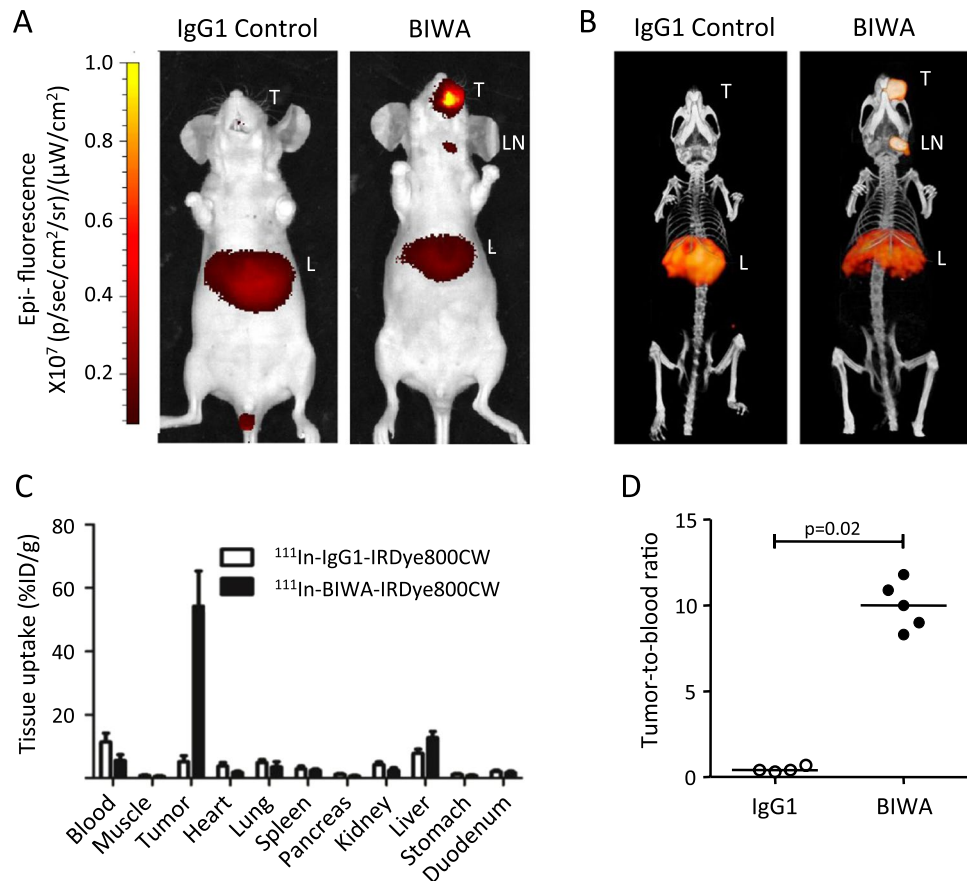 A
IgG1 Control
BIWA
1.0
0.8
0.6
0.4
0.2
Epi- fluorescence
X10⁷ (p/sec/cm²/sr)/(μW/cm²)
T
L
T
LN
L
B
IgG1 Control
BIWA
T
L
T
LN
L
C
80
60
40
20
Tissue uptake (%ID/g)
¹¹¹In-IgG1-IRDye800CW
¹¹¹In-BIWA-IRDye800CW
Blood
Muscle
Tumor
Heart
Lung
Spleen
Pancreas
Kidney
Liver
Stomach
Duodenum
D
15
10
5
0
Tumor-to-blood ratio
p=0.02
IgG1
BIWA